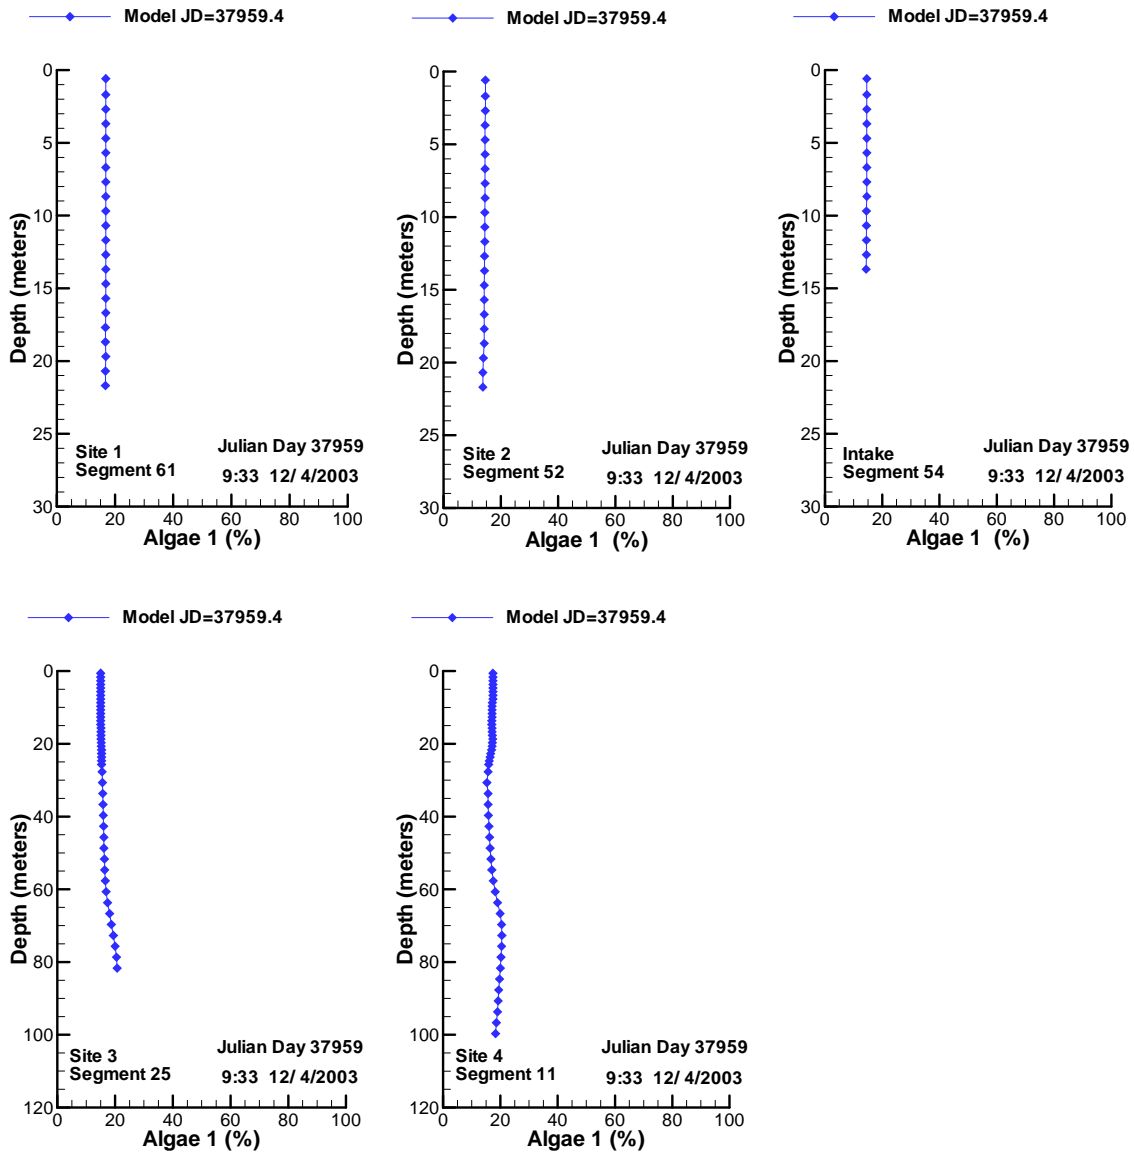 Model JD=37959.4
0
5
10
15
20
25
30
Depth (meters)
Site 1
Segment 61
Julian Day 37959
9:33 12/ 4/2003
0 20 40 60 80 100
Algae 1 (%)
Model JD=37959.4
0
5
10
15
20
25
30
Depth (meters)
Site 2
Segment 52
Julian Day 37959
9:33 12/ 4/2003
0 20 40 60 80 100
Algae 1 (%)
Model JD=37959.4
0
5
10
15
20
25
30
Depth (meters)
Intake
Segment 54
Julian Day 37959
9:33 12/ 4/2003
0 20 40 60 80 100
Algae 1 (%)
Model JD=37959.4
0
20
40
60
80
100
120
Depth (meters)
Site 3
Segment 25
Julian Day 37959
9:33 12/ 4/2003
0 20 40 60 80 100
Algae 1 (%)
Model JD=37959.4
0
20
40
60
80
100
120
Depth (meters)
Site 4
Segment 11
Julian Day 37959
9:33 12/ 4/2003
0 20 40 60 80 100
Algae 1 (%)